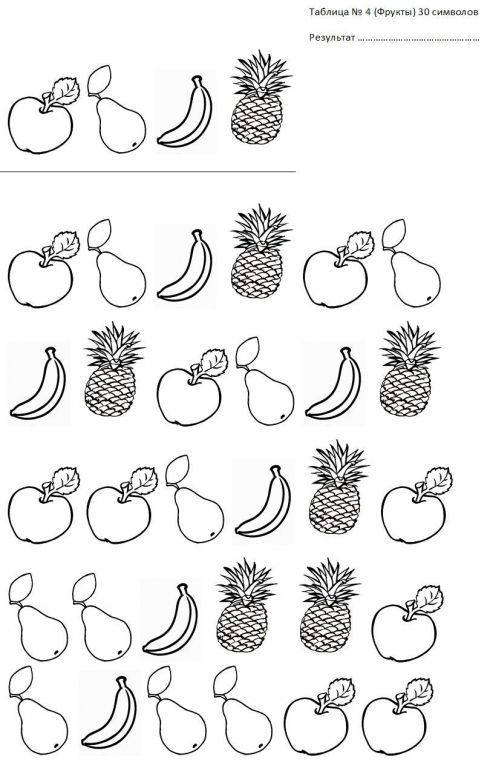 Таблица № 4 (Фрукты) 30 символов
Результат ……………………………………